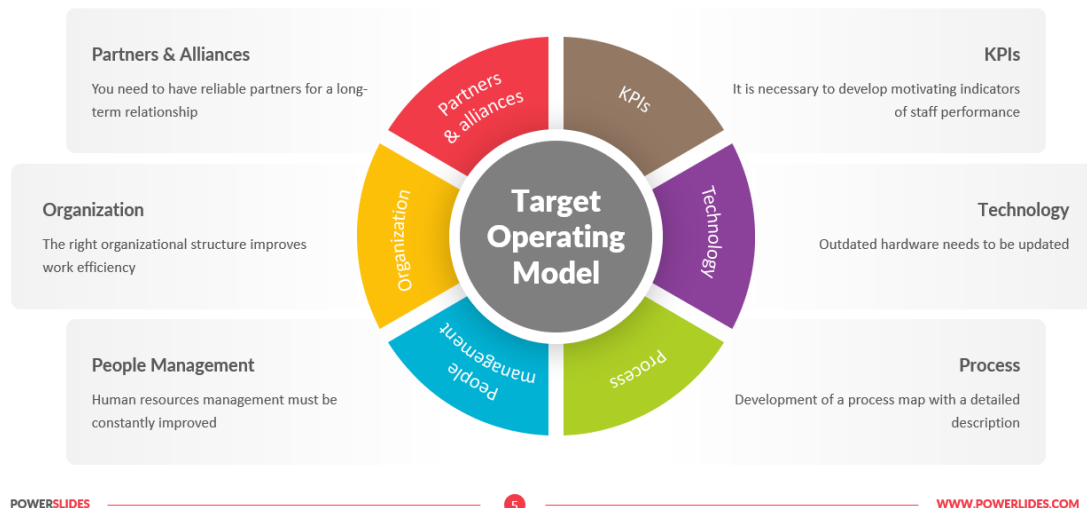 Partners & Alliances
You need to have reliable partners for a long-
term relationship
Organization
The right organizational structure improves
work efficiency
People Management
Human resources management must be
constantly improved
Partners
& alliances
KPIs
Organization
Target
Operating
Model
Technology
People
management
Process
KPIs
It is necessary to develop motivating indicators
of staff performance
Technology
Outdated hardware needs to be updated
Process
Development of a process map with a detailed
description
POWERSLIDES
5
WWW.POWERLIDES.COM